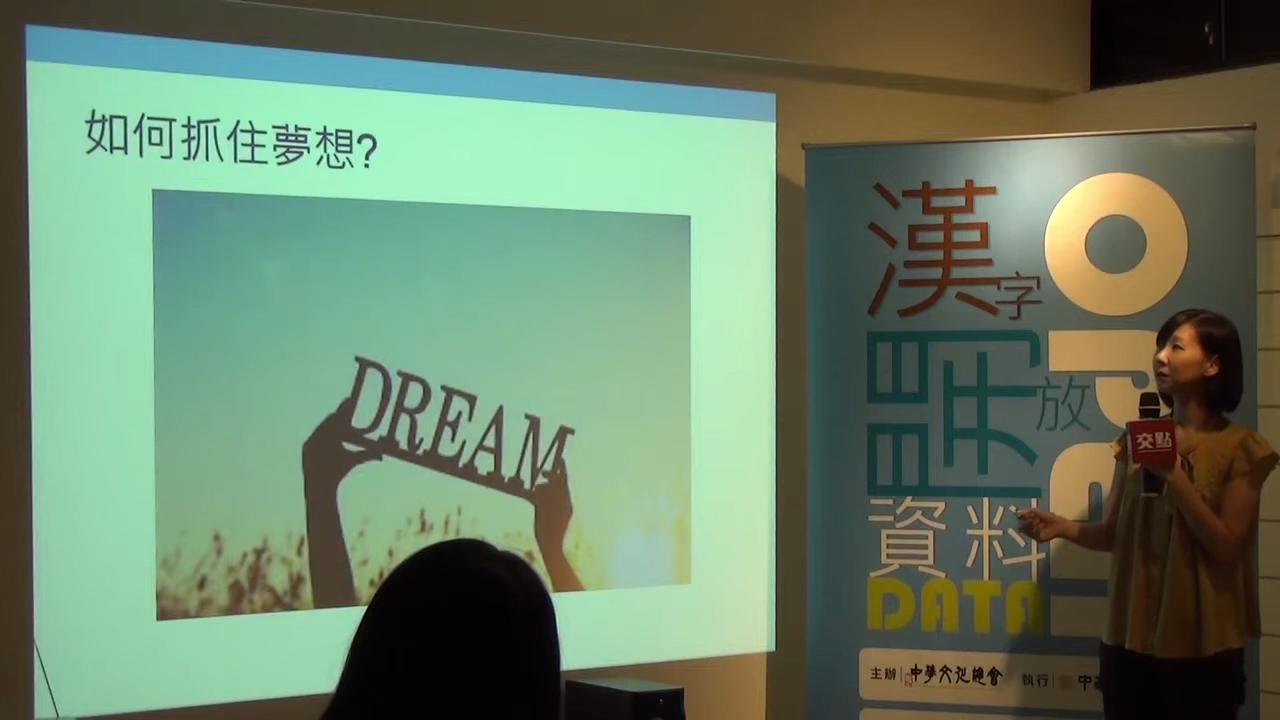 如何抓住夢想?
DREAM
漢字
開放
資料
DATA
交點
主辦 中華文化總會 執行 中